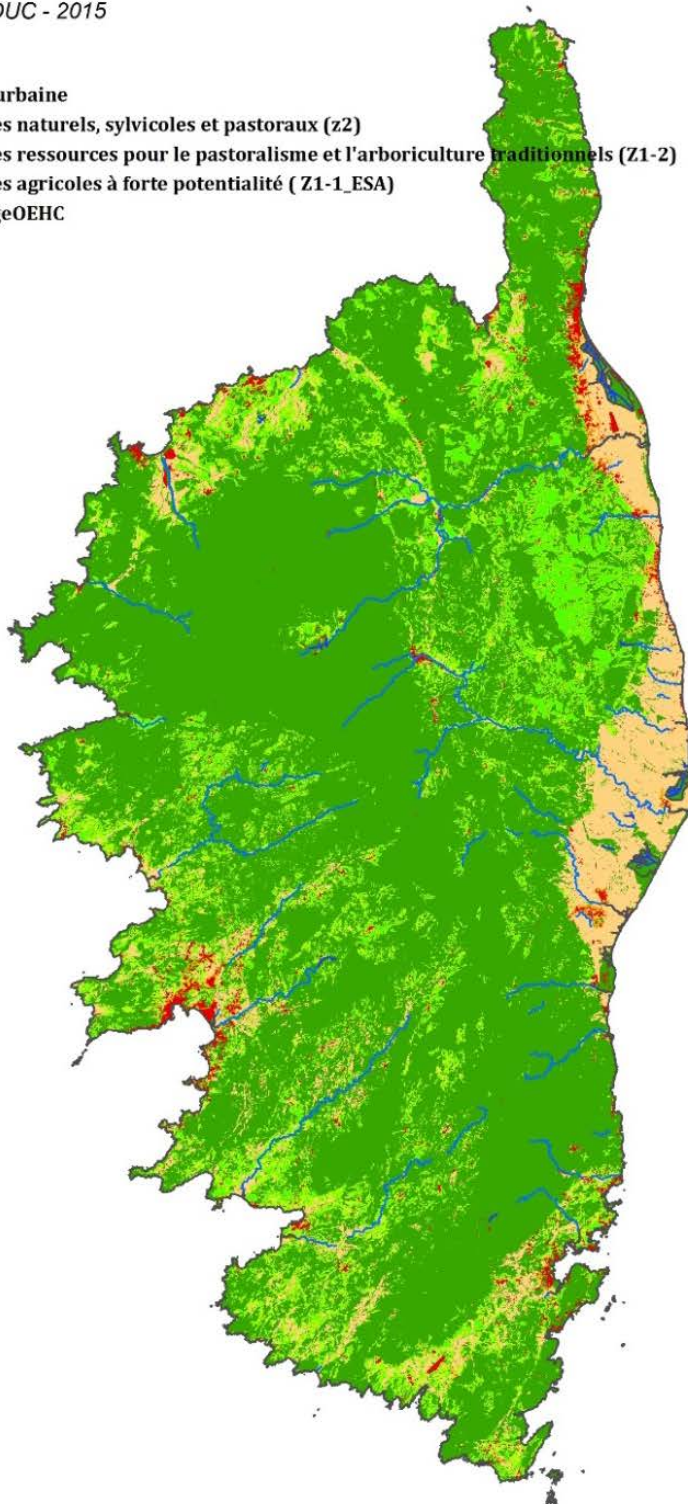 DUC - 2015
urbaine
es naturels, sylvicoles et pastoraux (z2)
es ressources pour le pastoralisme et l'arboriculture traditionnels (Z1-2)
es agricoles à forte potentialité ( Z1-1_ESA)
geOEHC